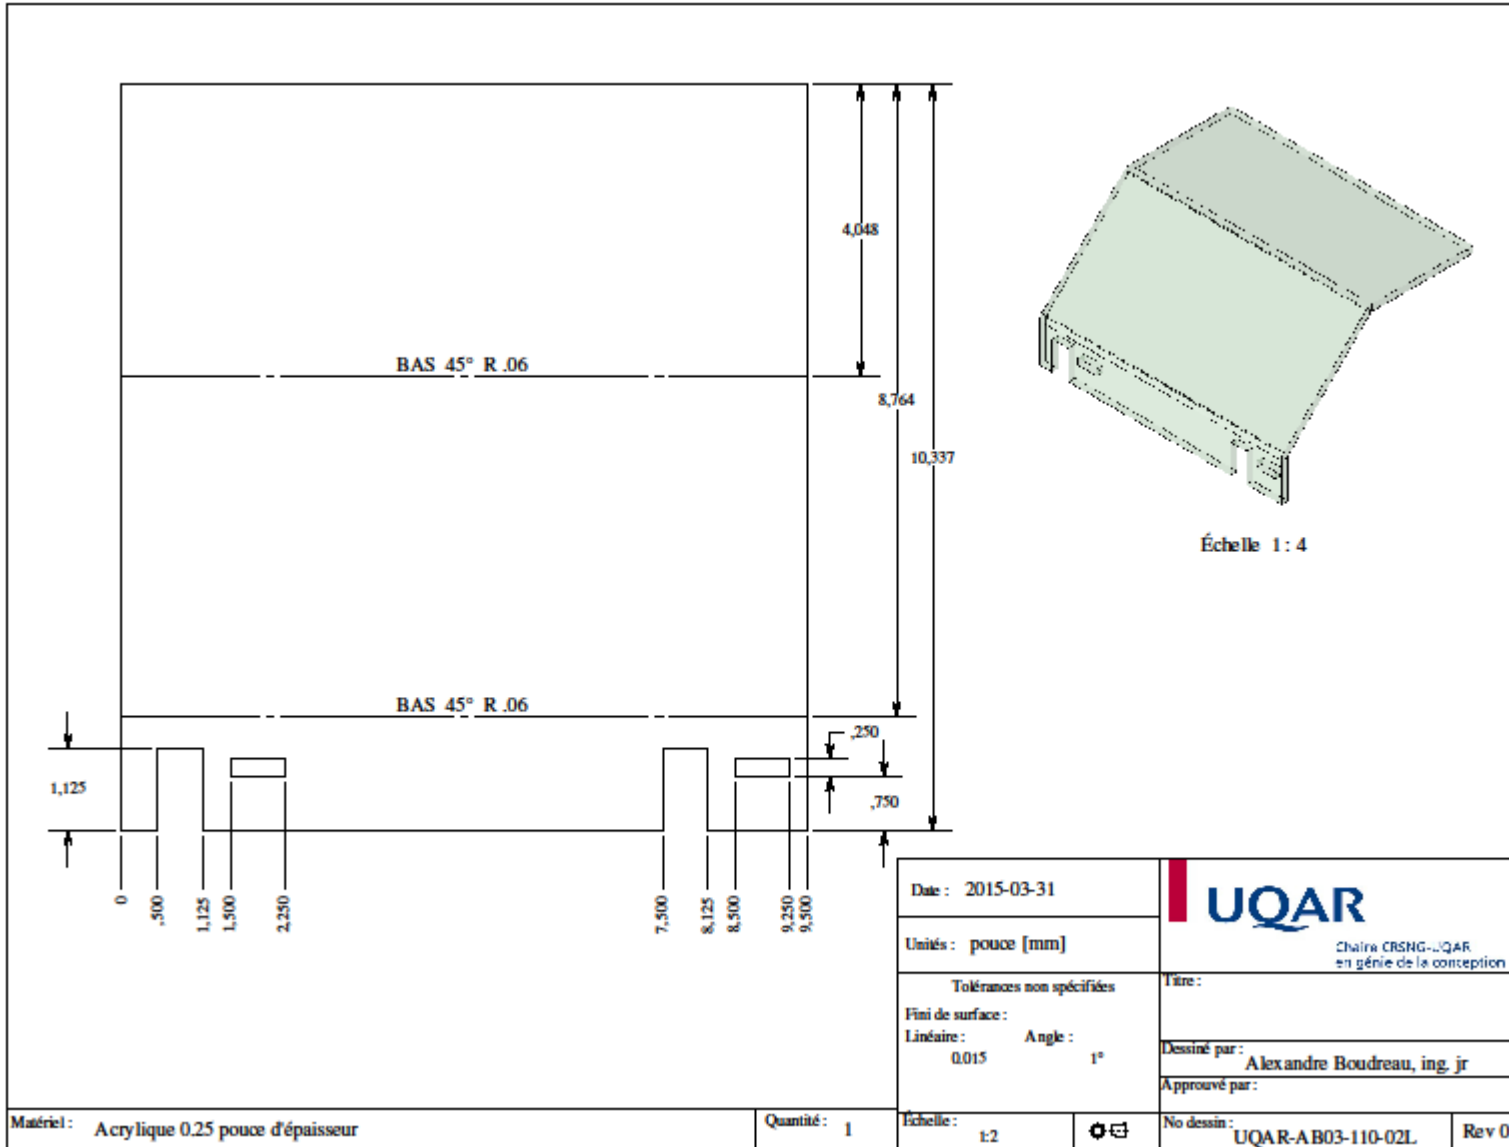 4,048
BAS 45° R .06
8,764
10,337
Échelle 1 : 4
BAS 45° R .06
,250
1,125
,750
0
,500
1,125
1,500
2,250
7,500
8,125
8,500
9,250
9,500
Date : 2015-03-31
UQAR
Chaire CRSNG-UQAR
en génie de la conception
Unités : pouce [mm]
Tolérances non spécifiées
Fini de surface :
Linéaire : Angle :
0.015 1°
Titre :
Dessiné par : Alexandre Boudreau, ing. jr
Approuvé par :
Matériel : Acrylique 0.25 pouce d'épaisseur
Quantité : 1
Échelle : 1:2
No dessin : UQAR-AB03-110-02L
Rev 0